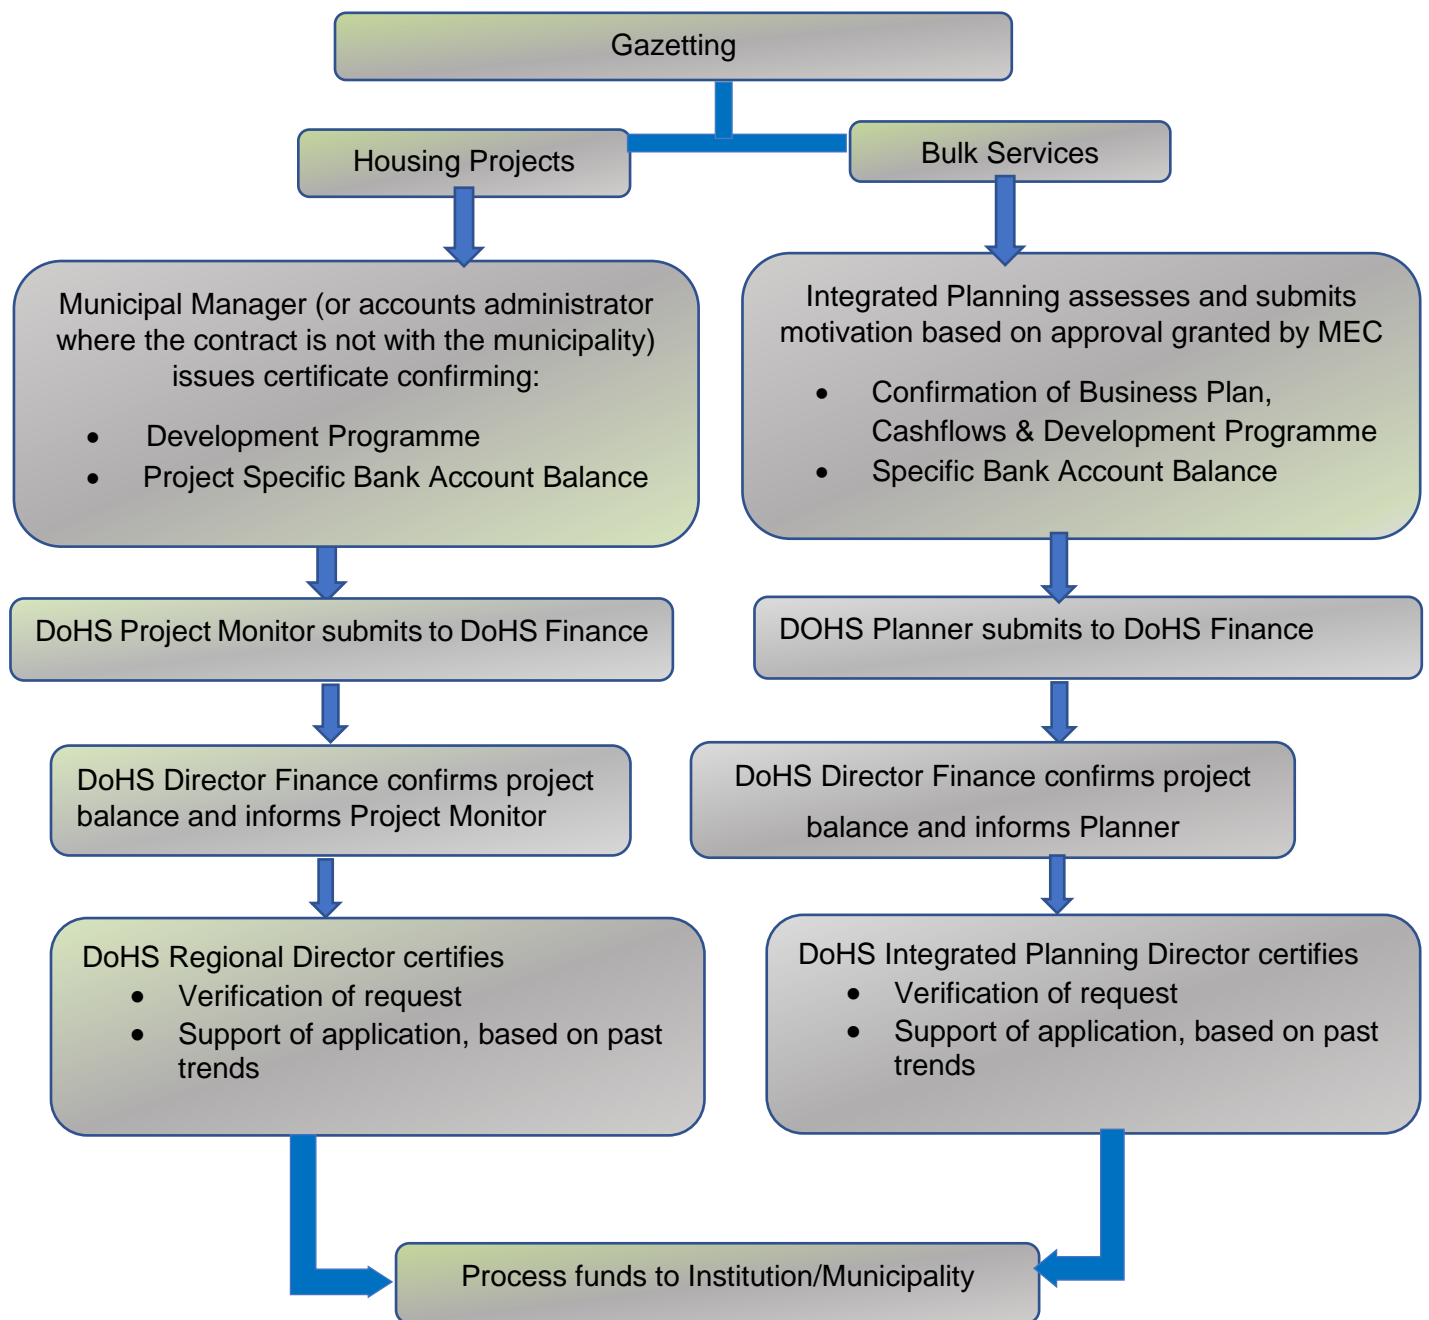 Gazetting
Housing Projects
Bulk Services
Municipal Manager (or accounts administrator
where the contract is not with the municipality)
issues certificate confirming:
• Development Programme
• Project Specific Bank Account Balance
Integrated Planning assesses and submits
motivation based on approval granted by MEC
• Confirmation of Business Plan,
Cashflows & Development Programme
• Specific Bank Account Balance
DoHS Project Monitor submits to DoHS Finance
DOHS Planner submits to DoHS Finance
DoHS Director Finance confirms project
balance and informs Project Monitor
DoHS Director Finance confirms project
balance and informs Planner
DoHS Regional Director certifies
• Verification of request
• Support of application, based on past
trends
DoHS Integrated Planning Director certifies
• Verification of request
• Support of application, based on past
trends
Process funds to Institution/Municipality